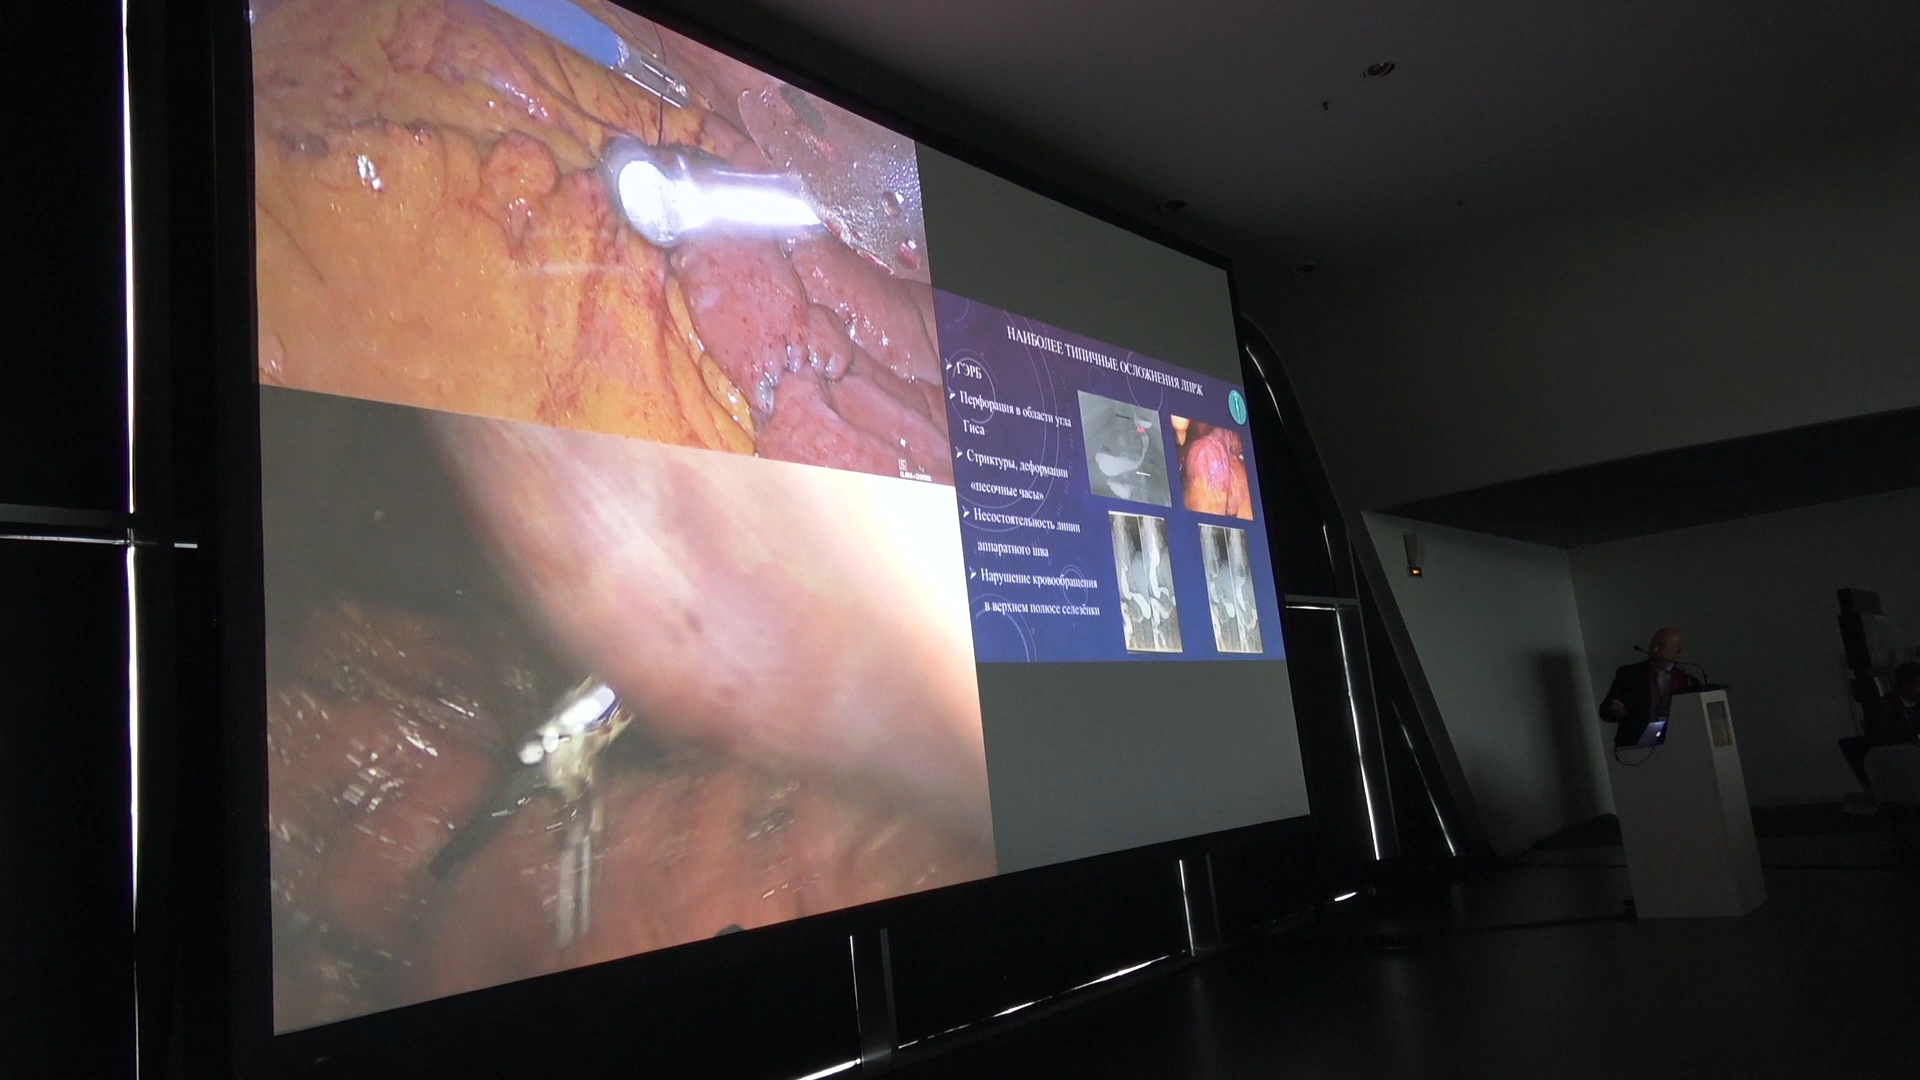 НАИБОЛЕЕ ТИПИЧНЫЕ ОСЛОЖНЕНИЯ ЛПРЖ
ГЭРБ
Перфорация в области угла
Гиса
Стриктуры, деформации
«песочные часы»
Несостоятельность линии
аппаратного шва
Нарушение кровообращения
в верхнем полюсе селезёнки